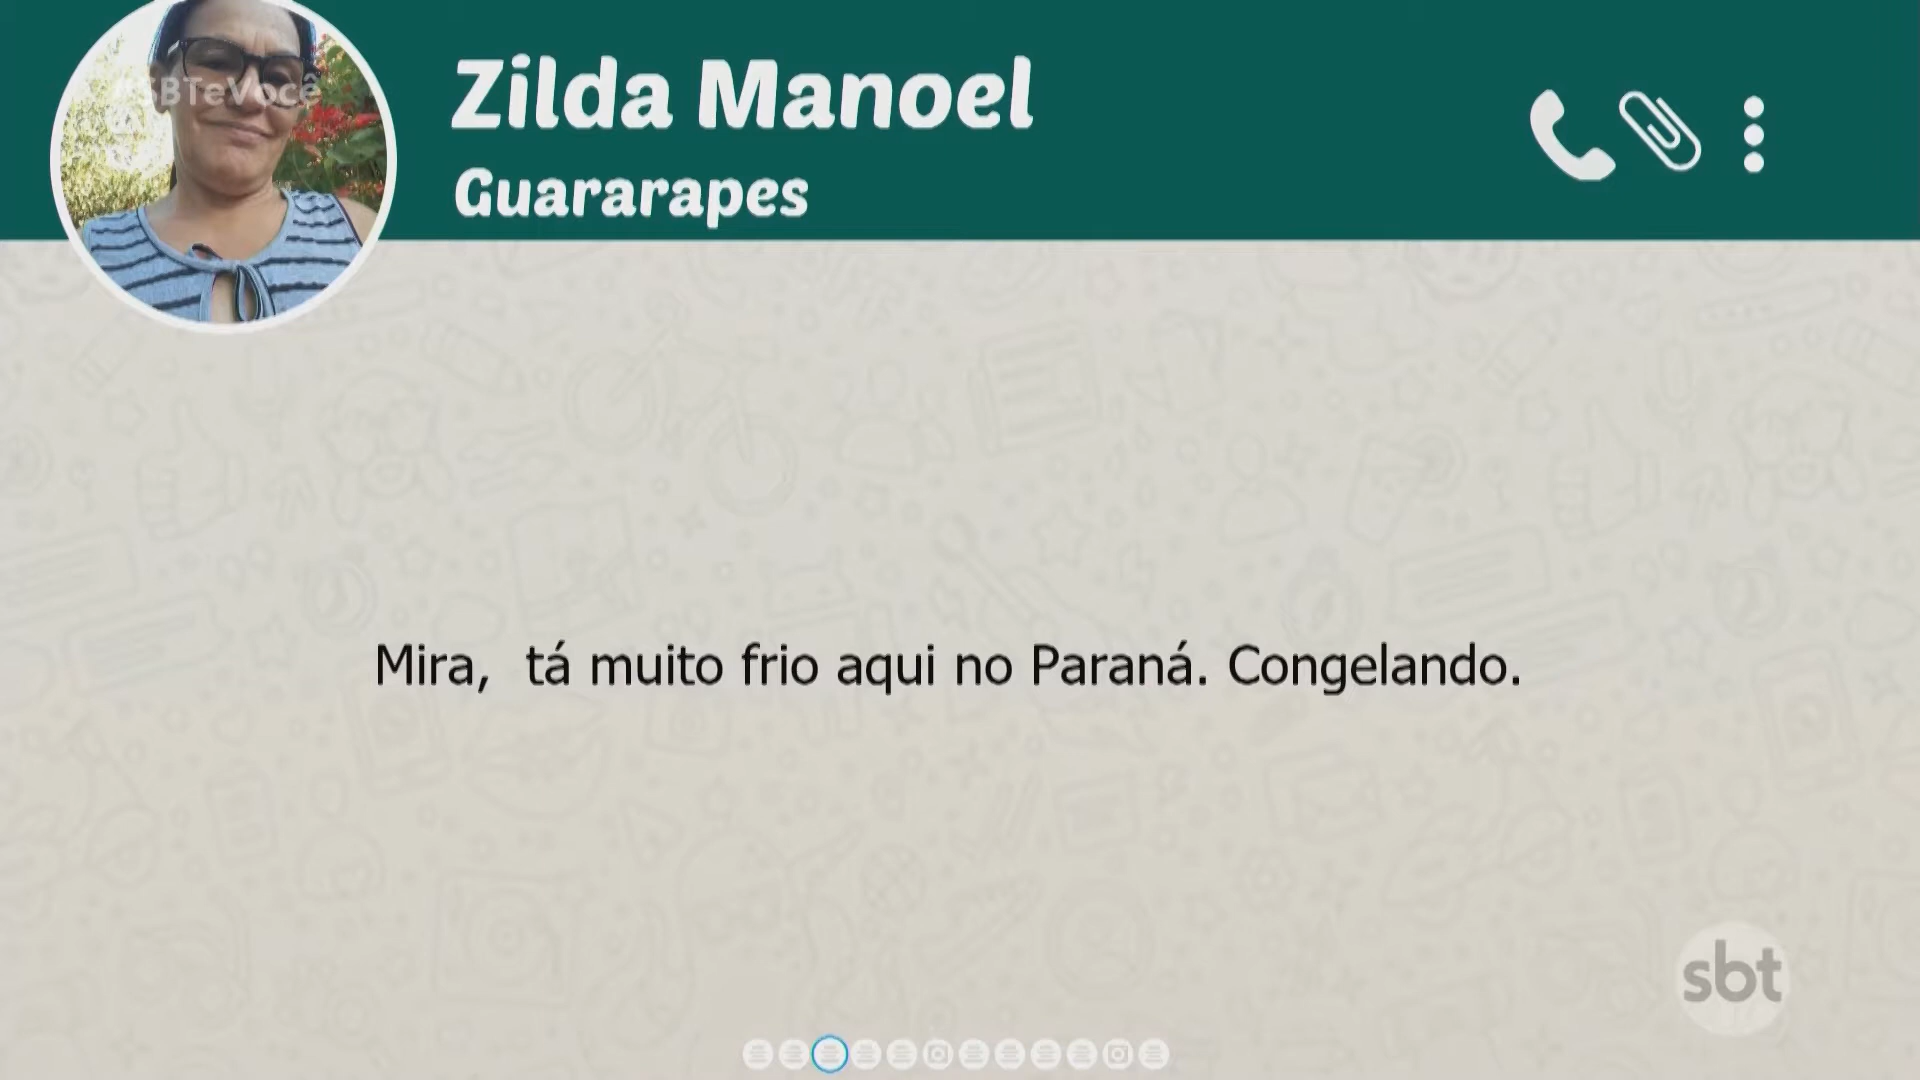 #SBTeVocê
Zilda Manoel
Guararapes
Mira,  tá muito frio aqui no Paraná. Congelando.
sbt